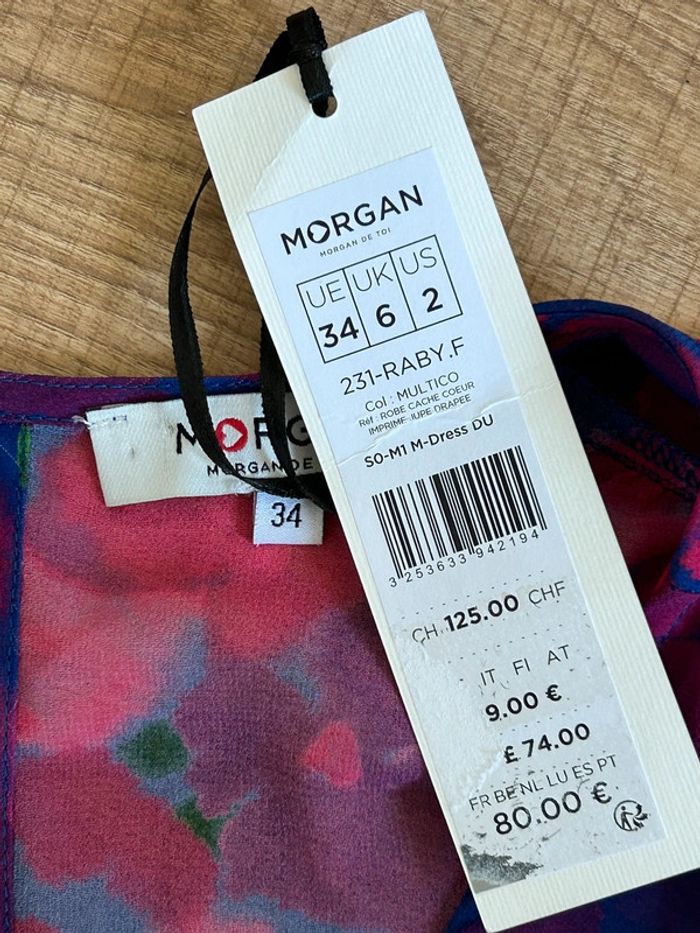 MORGAN
MORGAN DE TOI
UE UK US
34 6 2
231-RABY.F
Col : MULTICO
Réf : ROBE CACHE COEUR
IMPRIME JUPE DRAPEE
S0-M1 M-Dress DU
3 253633 942194
CH 125.00 CHF
IT FI AT
9.00 €
£ 74.00
FR BE NL LU ES PT
80.00 €
MORG
MORGAN DE
34